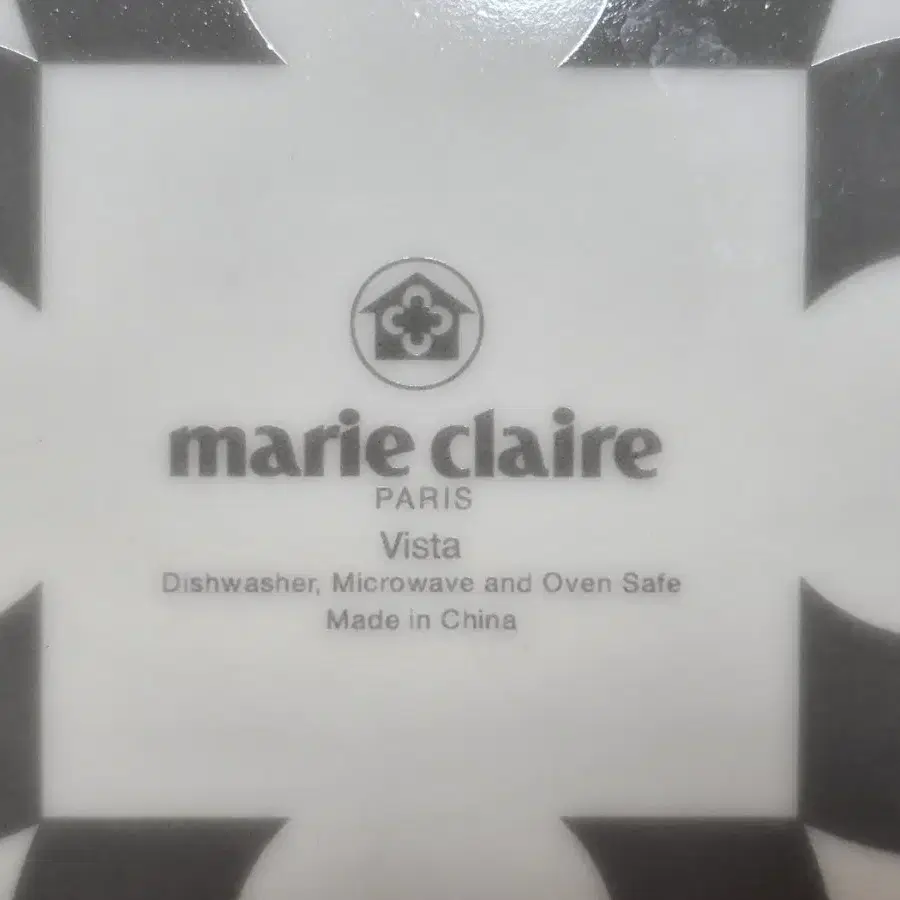 marie claire
PARIS
Vista
Dishwasher, Microwave and Oven Safe
Made in China